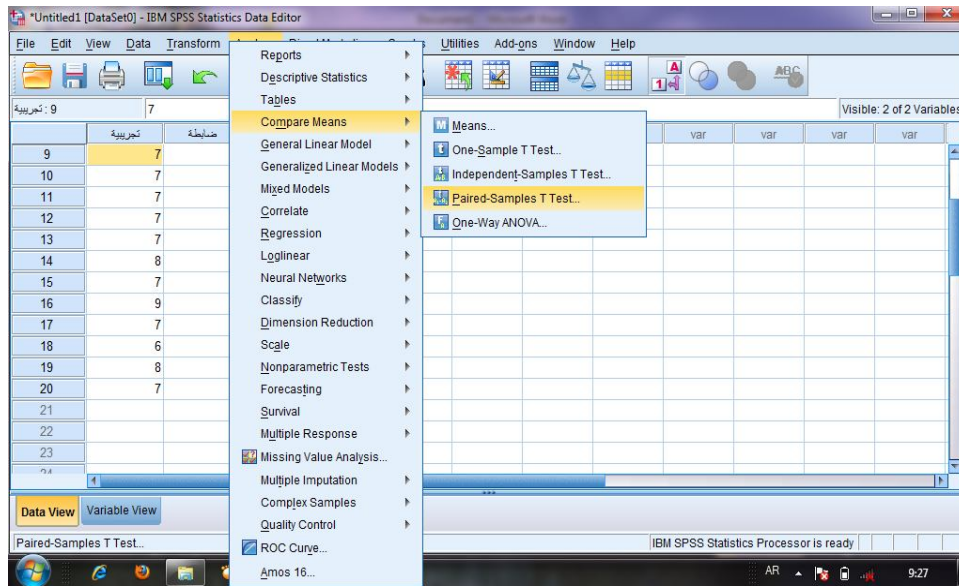 *Untitled1 [DataSet0] - IBM SPSS Statistics Data Editor
File Edit View Data Transform Utilities Add-ons Window Help
9 : تجريبية 7 Visible: 2 of 2 Variables
تجريبية ضابطة var var var var
9 7
10 7
11 7
12 7
13 7
14 8
15 7
16 9
17 7
18 6
19 8
20 7
21
22
23
Reports
Descriptive Statistics
Tables
Compare Means
General Linear Model
Generalized Linear Models
Mixed Models
Correlate
Regression
Loglinear
Neural Networks
Classify
Dimension Reduction
Scale
Nonparametric Tests
Forecasting
Survival
Multiple Response
Missing Value Analysis...
Multiple Imputation
Complex Samples
Quality Control
ROC Curve...
Amos 16...
Means...
One-Sample T Test...
Independent-Samples T Test...
Paired-Samples T Test...
One-Way ANOVA...
Data View Variable View
Paired-Samples T Test... IBM SPSS Statistics Processor is ready
AR 9:27